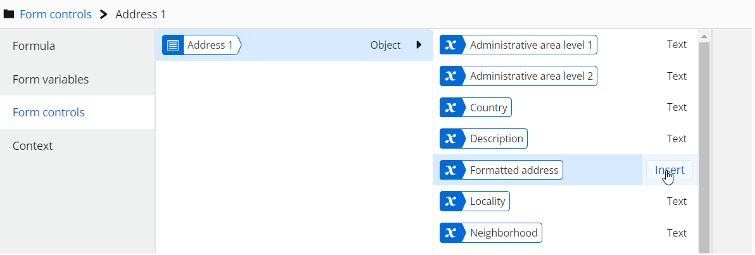 Form controls > Address 1
Formula
Form variables
Form controls
Context
Address 1 Object
Administrative area level 1 Text
Administrative area level 2 Text
Country Text
Description Text
Formatted address Insert
Locality Text
Neighborhood Text